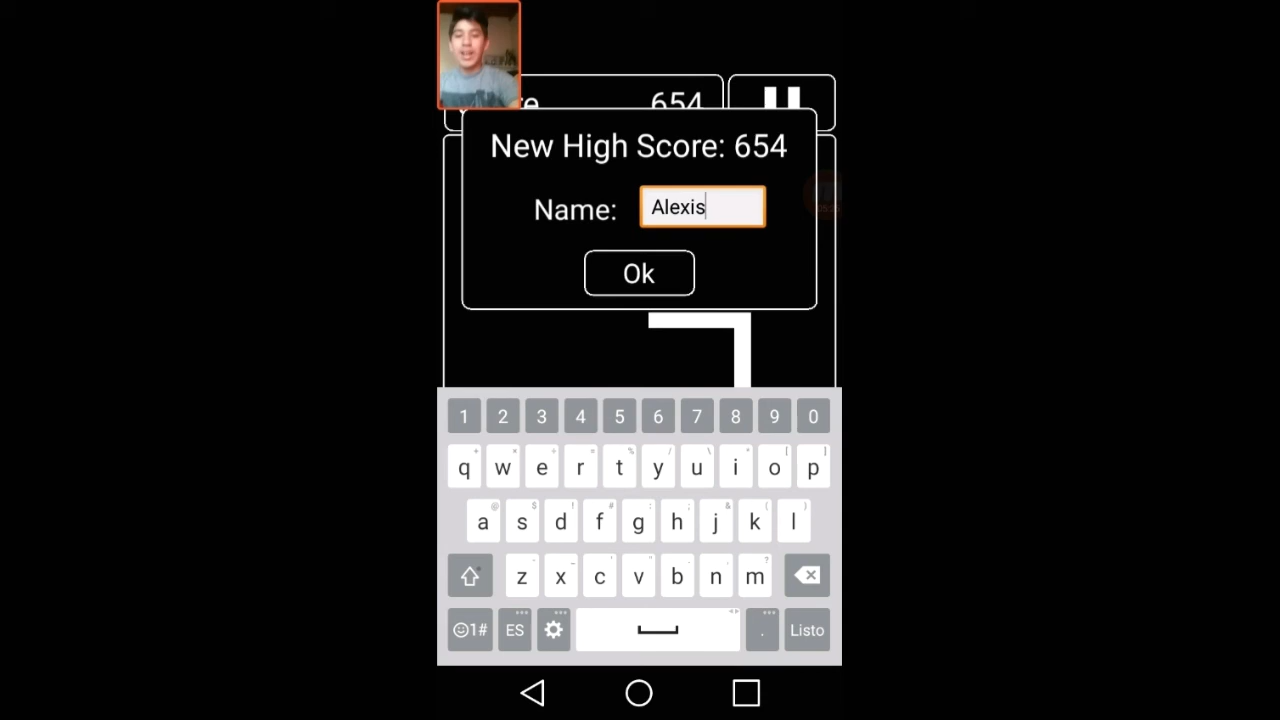 654
New High Score: 654
Name: Alexis
Ok
1 2 3 4 5 6 7 8 9 0
q w e r t y u i o p
a s d f g h j k l
z x c v b n m
1# ES . Listo